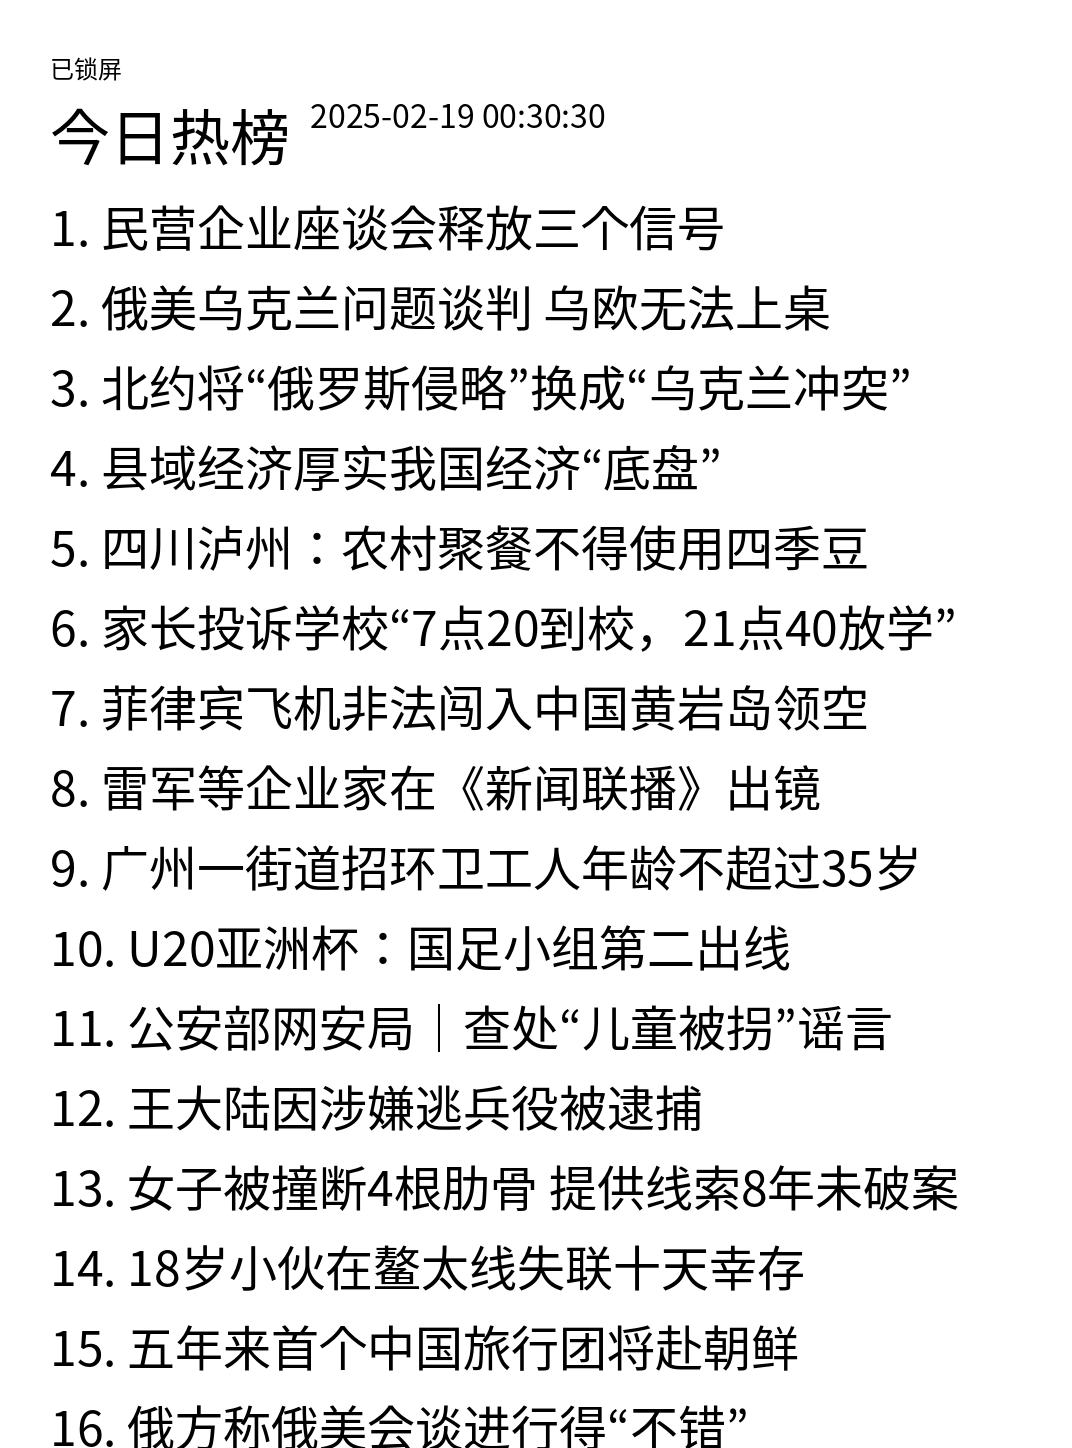 已锁屏
今日热榜 2025-02-19 00:30:30
1. 民营企业座谈会释放三个信号
2. 俄美乌克兰问题谈判 乌欧无法上桌
3. 北约将“俄罗斯侵略”换成“乌克兰冲突”
4. 县域经济厚实我国经济“底盘”
5. 四川泸州：农村聚餐不得使用四季豆
6. 家长投诉学校“7点20到校，21点40放学”
7. 菲律宾飞机非法闯入中国黄岩岛领空
8. 雷军等企业家在《新闻联播》出镜
9. 广州一街道招环卫工人年龄不超过35岁
10. U20亚洲杯：国足小组第二出线
11. 公安部网安局｜查处“儿童被拐”谣言
12. 王大陆因涉嫌逃兵役被逮捕
13. 女子被撞断4根肋骨 提供线索8年未破案
14. 18岁小伙在鳌太线失联十天幸存
15. 五年来首个中国旅行团将赴朝鲜
16. 俄方称俄美会谈进行得“不错”